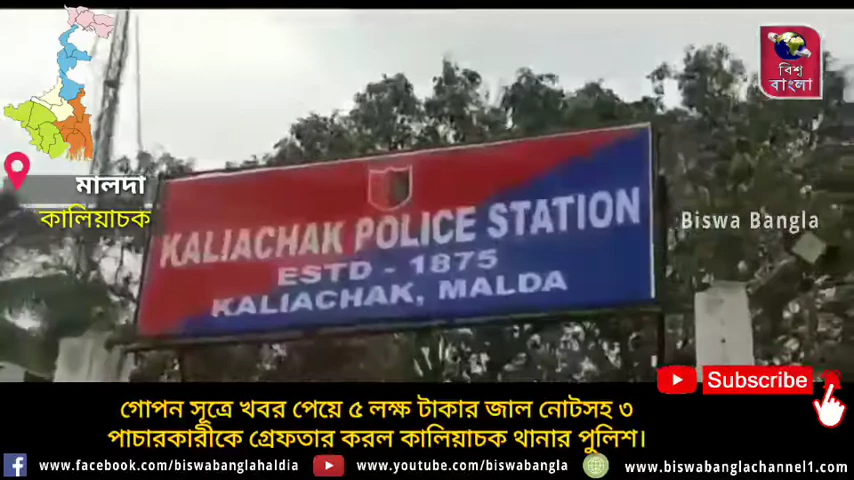 বিশ্ব
বাংলা
মালদা
কালিয়াচক
Biswa Bangla
KALIACHAK POLICE STATION
ESTD - 1875
KALIACHAK, MALDA
Subscribe
গোপন সূত্রে খবর পেয়ে ৫ লক্ষ টাকার জাল নোটসহ ৩
পাচারকারীকে গ্রেফতার করল কালিয়াচক থানার পুলিশ।
www.facebook.com/biswabanglahaldia
www.youtube.com/biswabangla
www.biswabanglachannel1.com